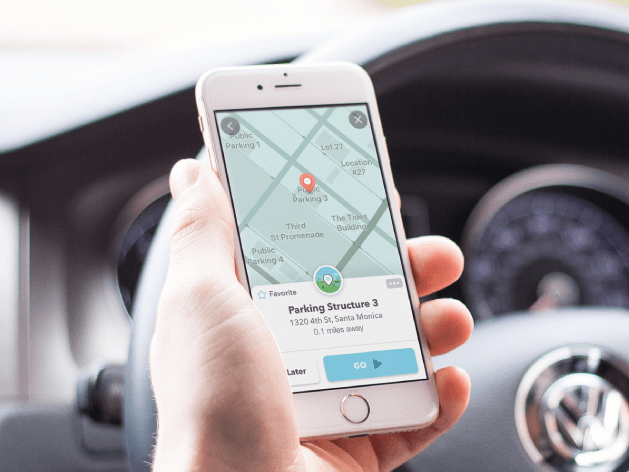 Public
Parking 1
Lot 27
Location
#27
Public
Parking 3
The Tides
Building
Third
St Promenade
Public
Parking 4
Favorite
Parking Structure 3
1320 4th St, Santa Monica
0.1 miles away
Later
GO